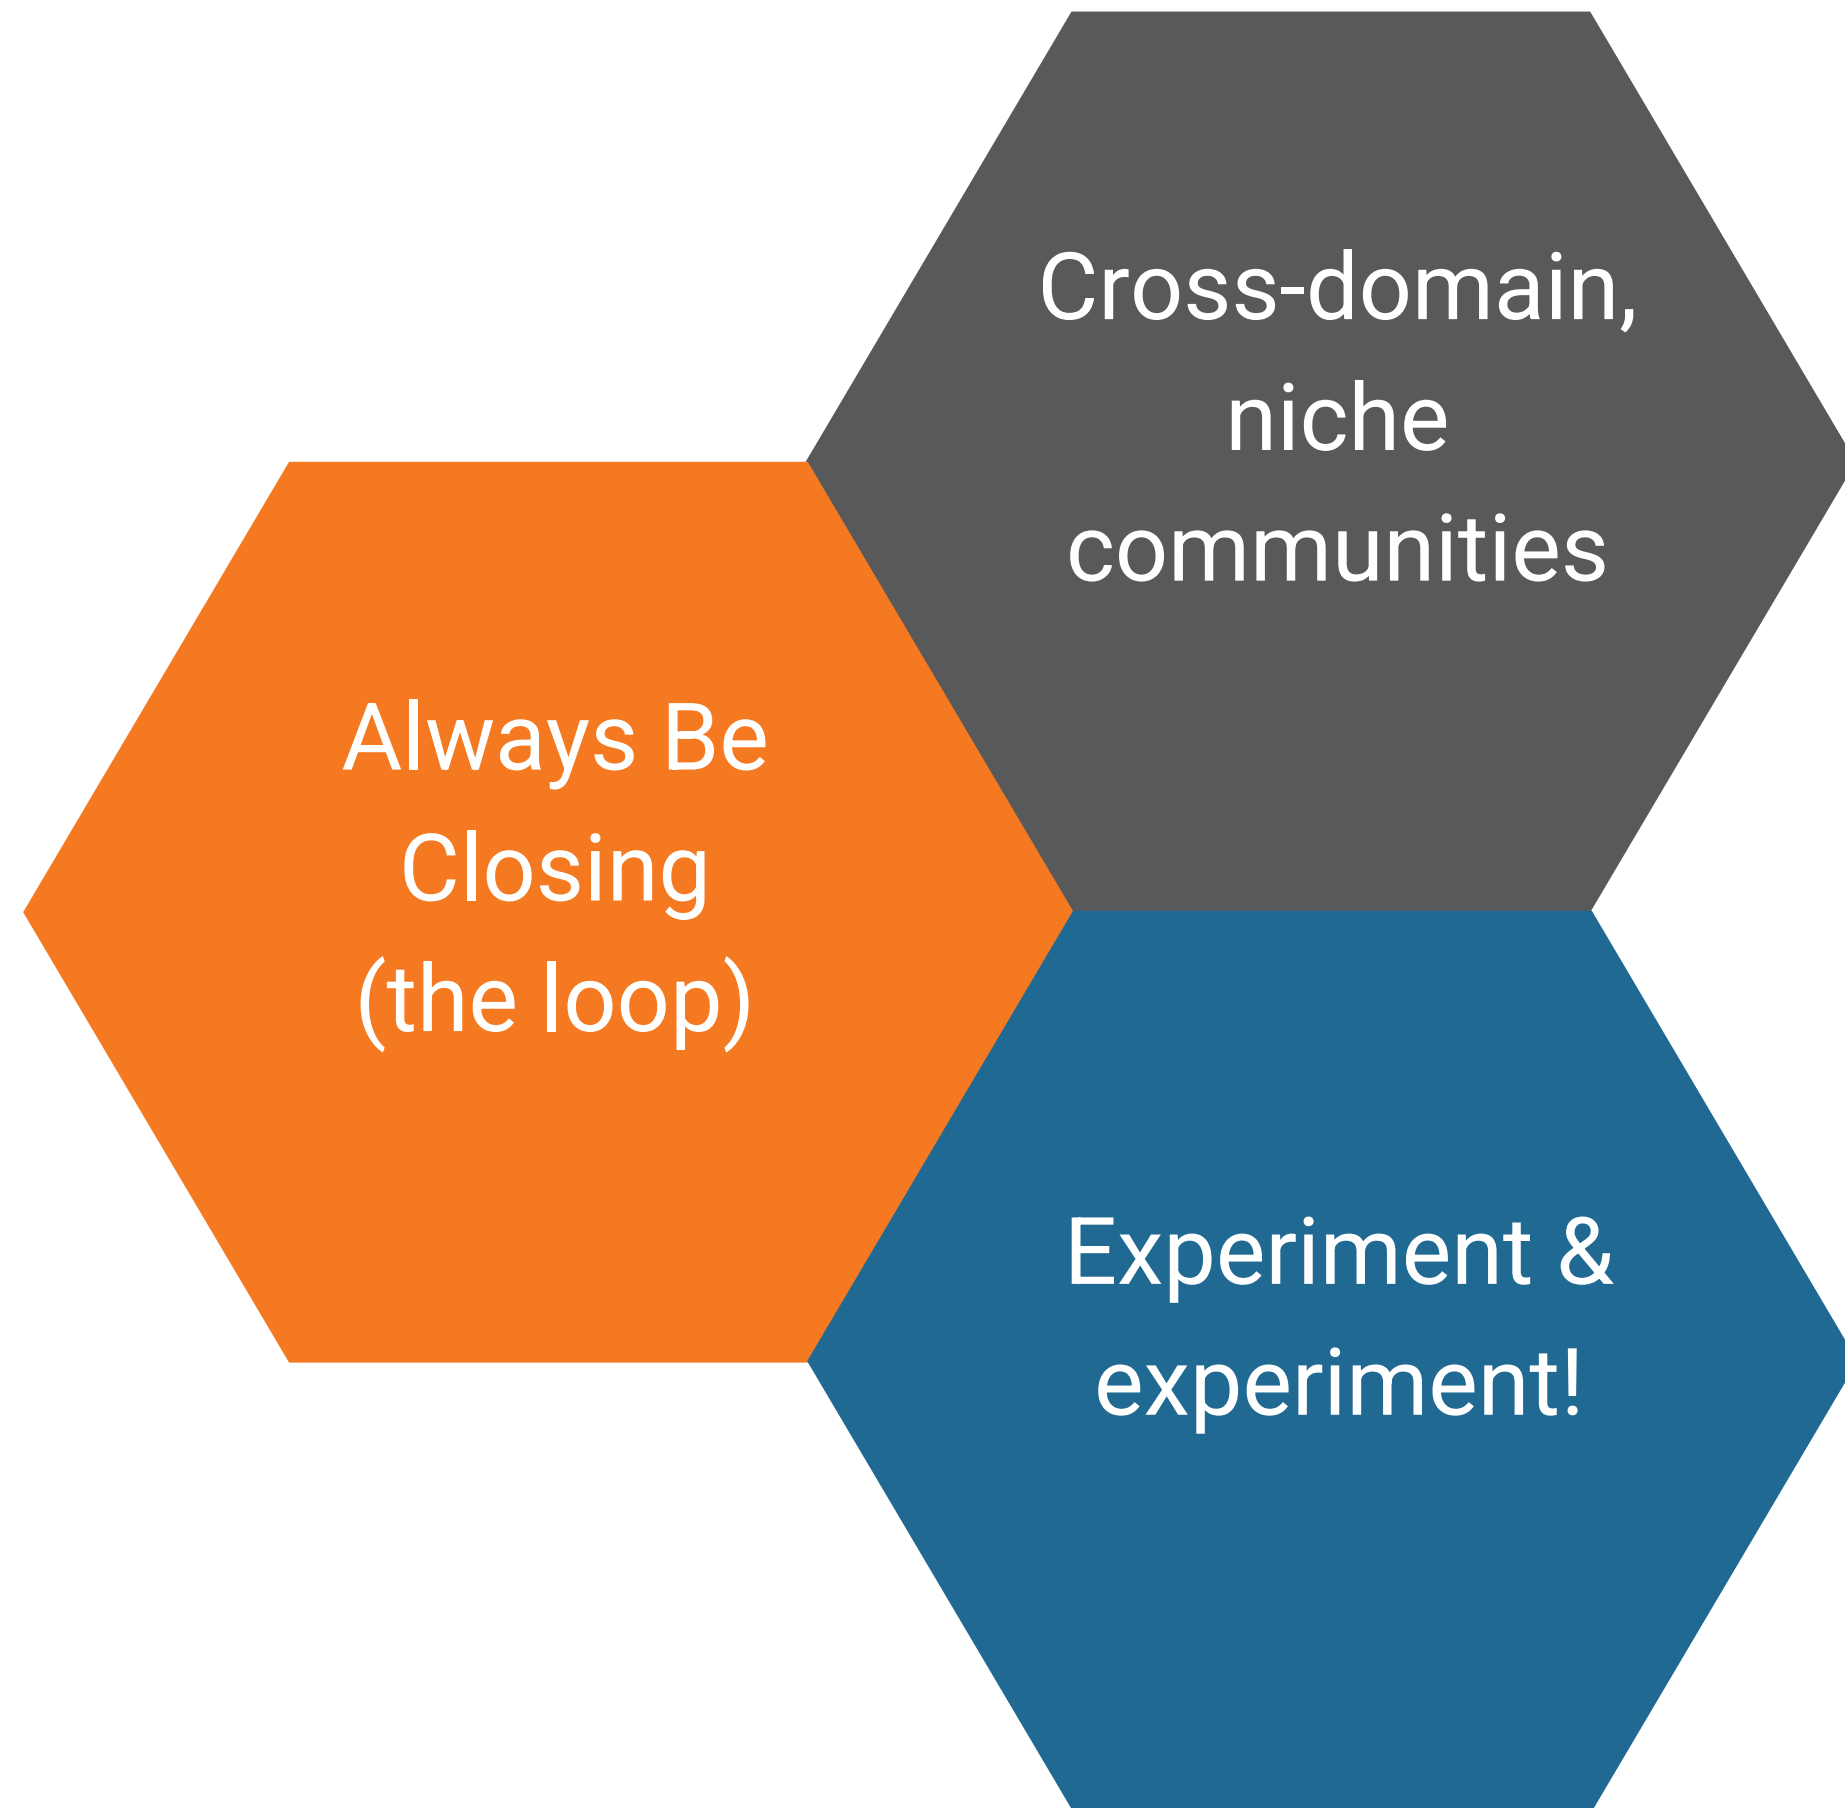 Cross-domain,
niche
communities
Always Be
Closing
(the loop)
Experiment &
experiment!